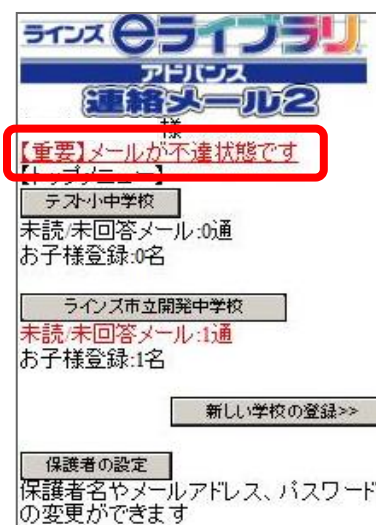 ラインズeライブラリ
アドバンス
連絡メール2
様
【重要】メールが不達状態です
【トップメニュー】
テスト小中学校
未読/未回答メール:0通
お子様登録:0名
ラインズ市立開発中学校
未読/未回答メール:1通
お子様登録:1名
新しい学校の登録>>
保護者の設定
保護者名やメールアドレス、パスワード
の変更ができます